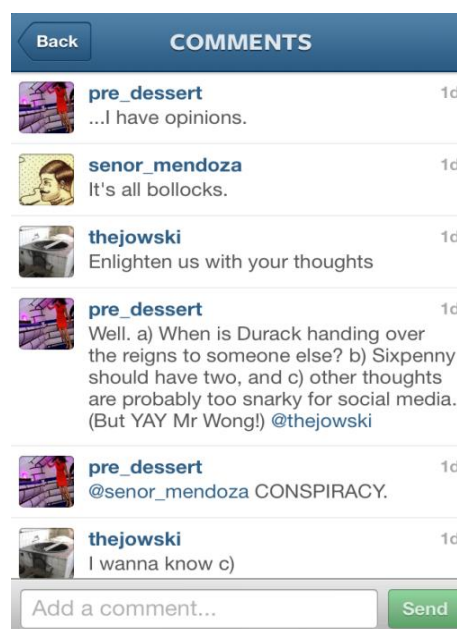 Back
COMMENTS
pre_dessert 1d
...I have opinions.
senor_mendoza 1d
It's all bollocks.
thejowski 1d
Enlighten us with your thoughts
pre_dessert 1d
Well. a) When is Durack handing over
the reigns to someone else? b) Sixpenny
should have two, and c) other thoughts
are probably too snarky for social media.
(But YAY Mr Wong!) @thejowski
pre_dessert 1d
@senor_mendoza CONSPIRACY.
thejowski 1d
I wanna know c)
Add a comment...
Send